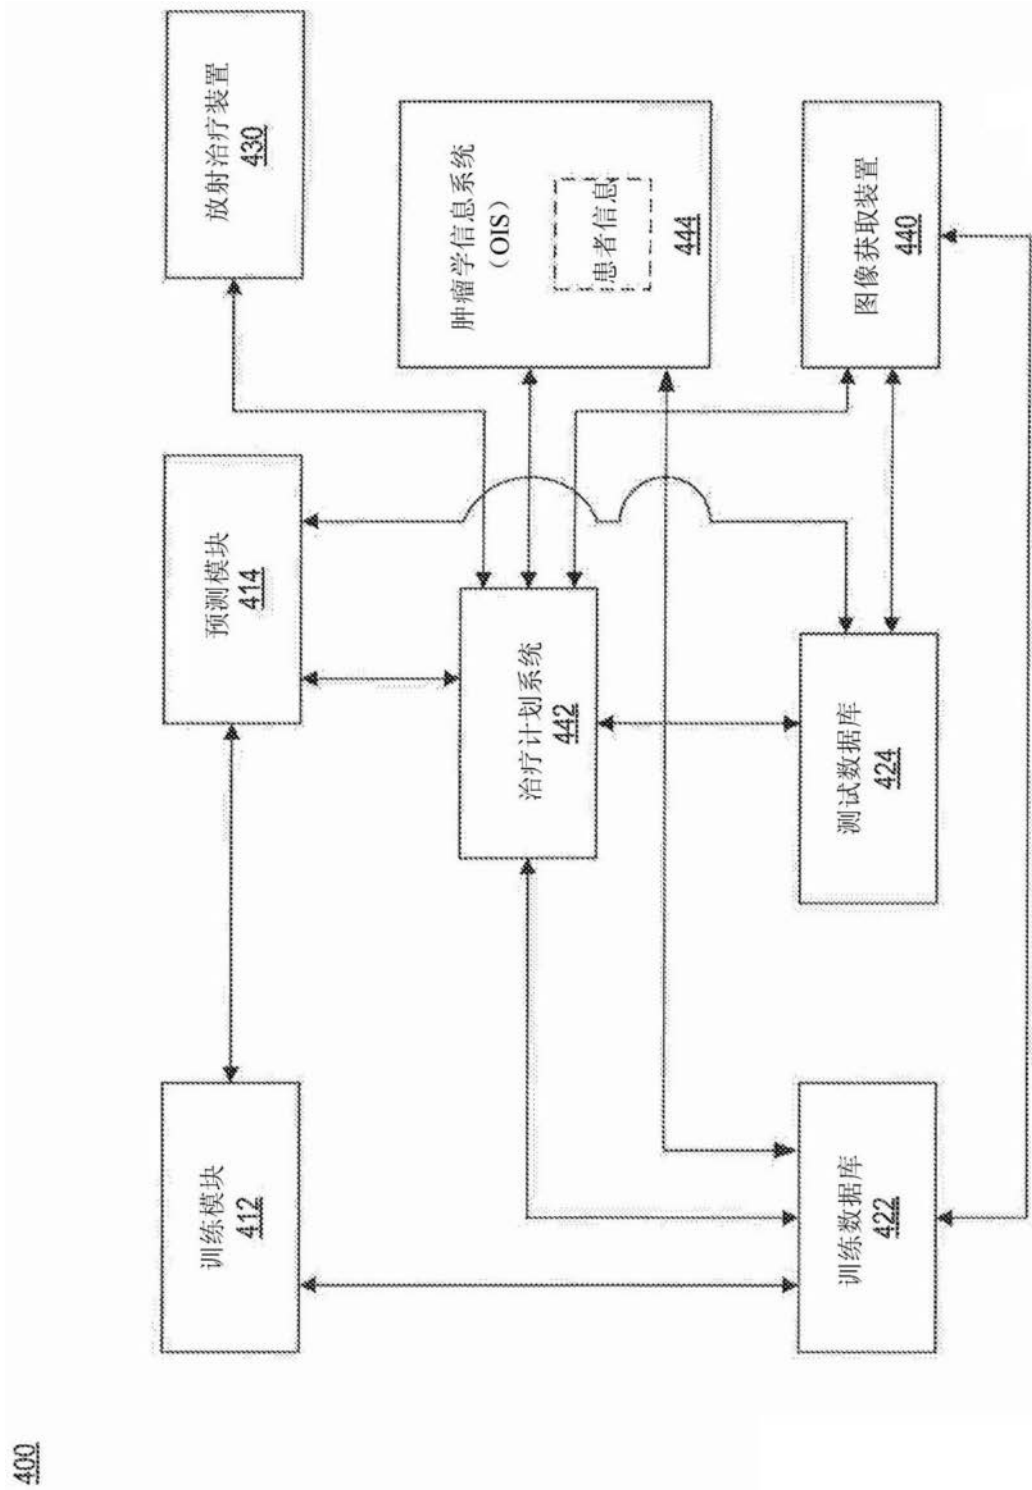 400
训练模块
412
预测模块
414
放射治疗装置
430
治疗计划系统
442
肿瘤学信息系统
（OIS）
患者信息
444
训练数据库
422
测试数据库
424
图像获取装置
440